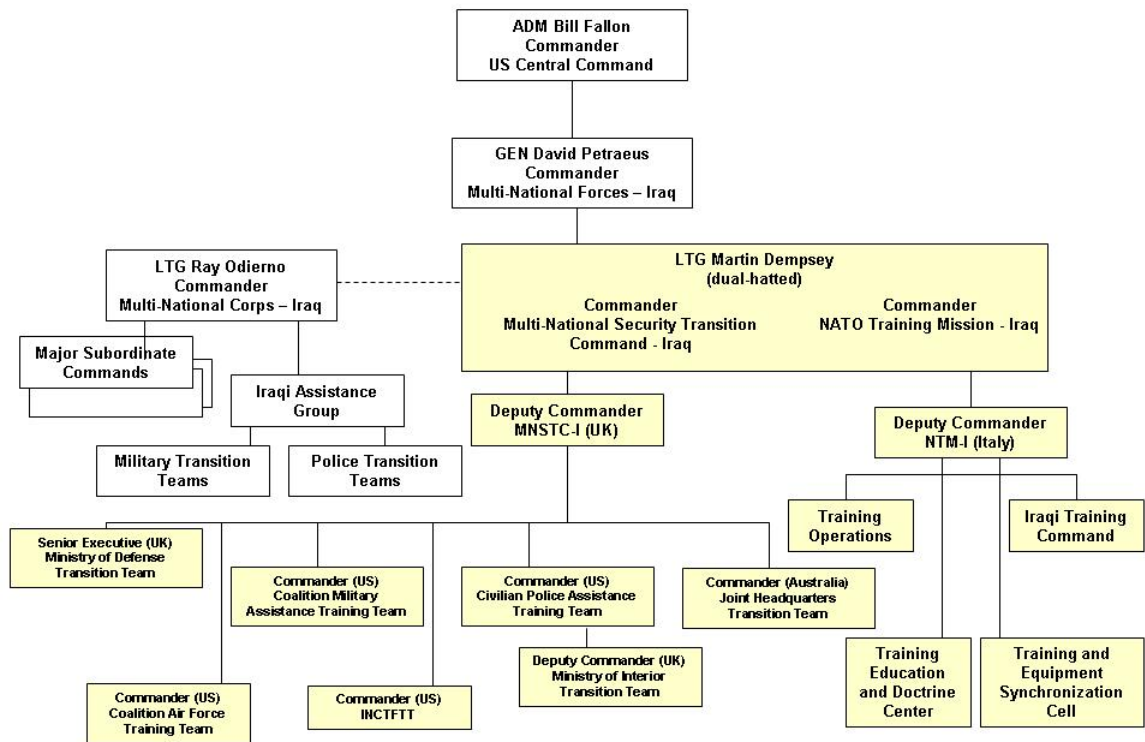 ADM Bill Fallon
Commander
US Central Command
GEN David Petraeus
Commander
Multi-National Forces – Iraq
LTG Ray Odierno
Commander
Multi-National Corps – Iraq
LTG Martin Dempsey
(dual-hatted)
Commander
Multi-National Security Transition
Command - Iraq
Commander
NATO Training Mission - Iraq
Major Subordinate
Commands
Iraqi Assistance
Group
Military Transition
Teams
Police Transition
Teams
Deputy Commander
MNSTC-I (UK)
Deputy Commander
NTM-I (Italy)
Training
Operations
Iraqi Training
Command
Senior Executive (UK)
Ministry of Defense
Transition Team
Commander (US)
Coalition Military
Assistance Training Team
Commander (US)
Civilian Police Assistance
Training Team
Commander (Australia)
Joint Headquarters
Transition Team
Deputy Commander (UK)
Ministry of Interior
Transition Team
Commander (US)
Coalition Air Force
Training Team
Commander (US)
INCTFTT
Training
Education
and Doctrine
Center
Training and
Equipment
Synchronization
Cell